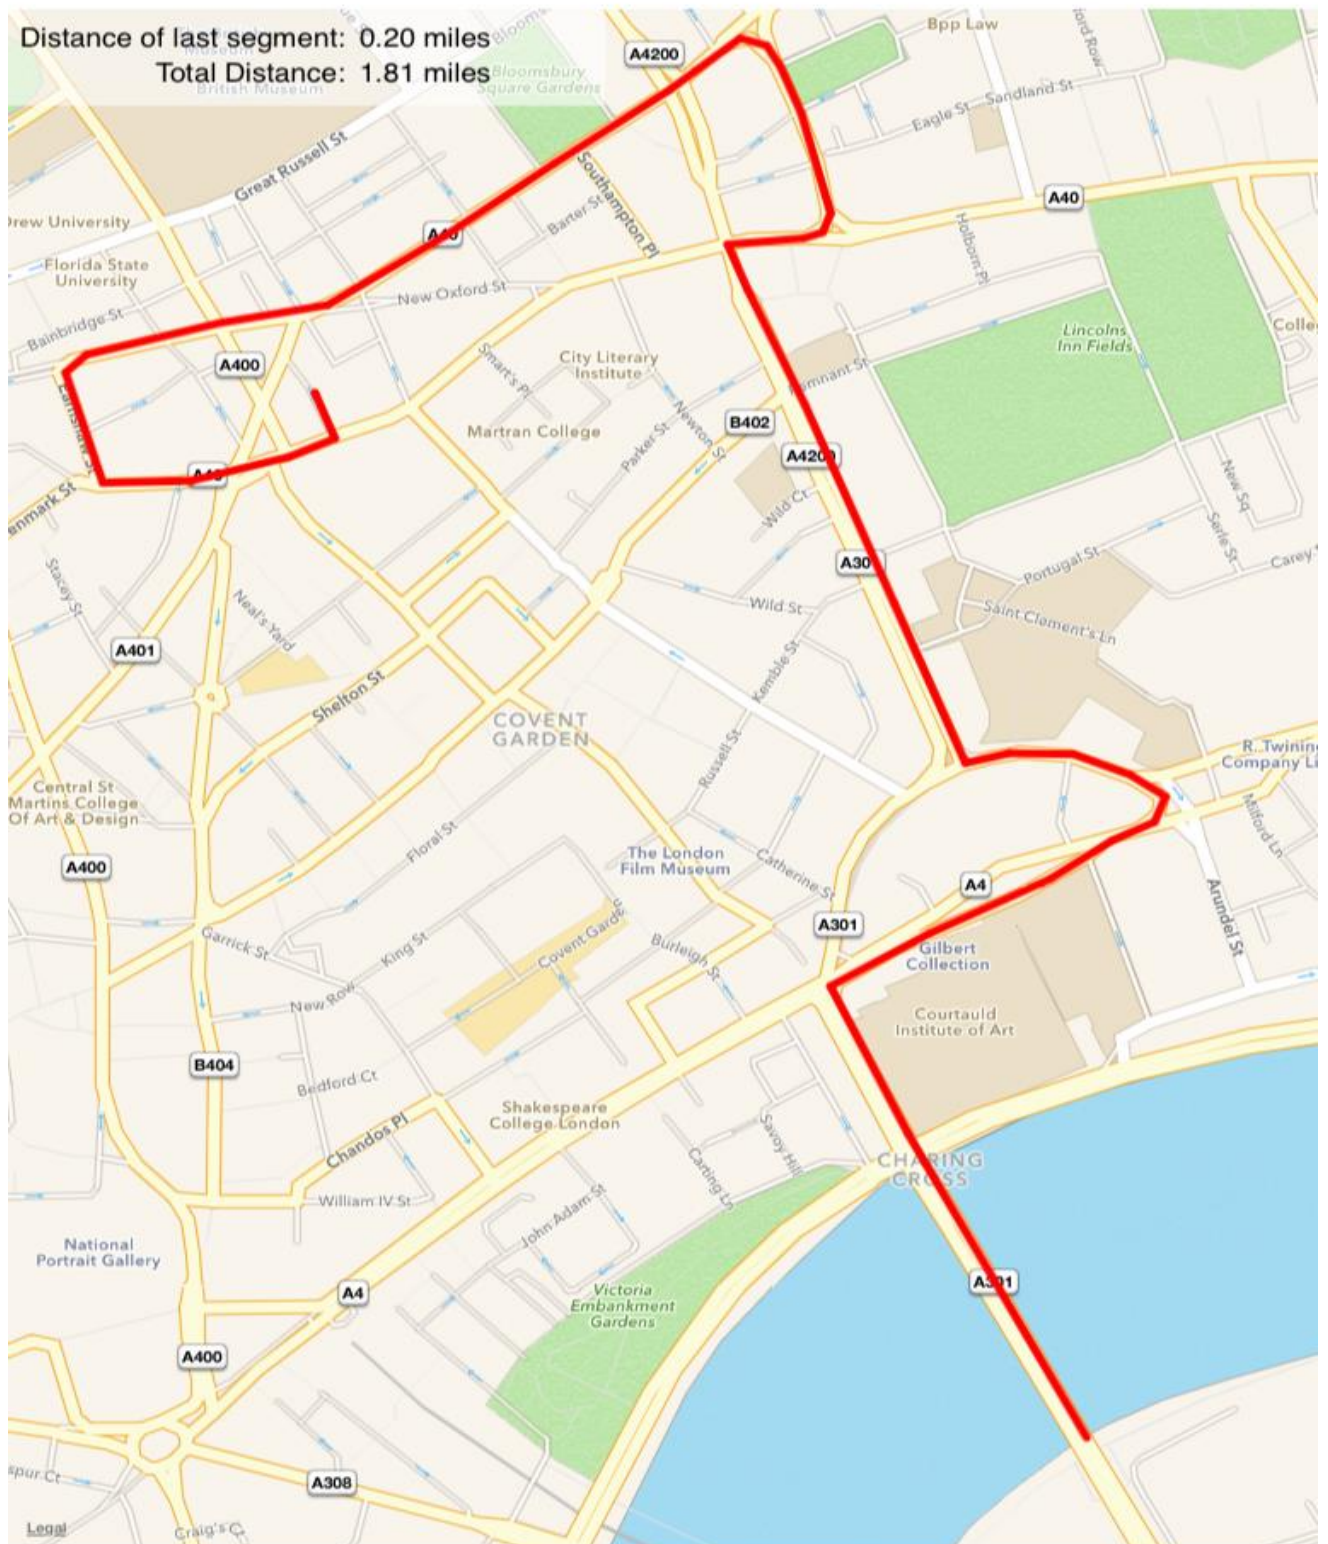 Distance of last segment: 0.20 miles
Total Distance: 1.81 miles
British Museum
Bloomsbury
Square Gardens
A4200
Bpp Law
Eagle St
Sandland St
Great Russell St
Southampton Pl
Barter St
A40
A40
Drew University
Holborn Pl
Florida State
University
New Oxford St
Bainbridge St
Lincolns
Inn Fields
A400
City Literary
Institute
Smart's Pl
Remnant St
Earnshaw St
Martran College
Newton St
B402
Parker St
A4200
A40
New Sq
Wild Ct
Serle St
Stacey St
A301
Portugal St
Carey
Neal's Yard
Wild St
Saint Clement's Ln
A401
Kemble St
Shelton St
COVENT
GARDEN
Russell St
R. Twining
Company Li
Central St
Martins College
Of Art & Design
Milford Ln
Floral St
The London
Film Museum
Catherine St
A400
A4
Arundel St
A301
Garrick St
King St
Covent Garden
Burleigh St
Gilbert
Collection
New Row
Courtauld
Institute of Art
B404
Bedford Ct
Shakespeare
College London
Chandos Pl
Savoy Hill
Carting Ln
CHARING
CROSS
William IV St
John Adam St
National
Portrait Gallery
A301
A4
Victoria
Embankment
Gardens
A400
spur Ct
A308
Legal
Craig's Ct